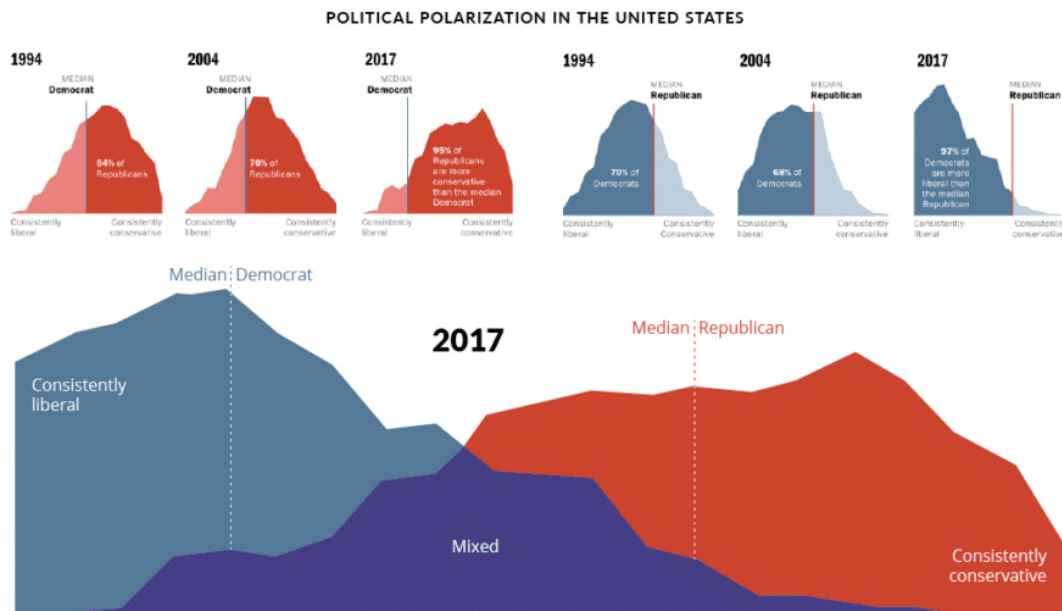 POLITICAL POLARIZATION IN THE UNITED STATES
1994
MEDIAN
Democrat
64% of
Republicans
Consistently
liberal
Consistently
conservative
2004
MEDIAN
Democrat
70% of
Republicans
Consistently
liberal
Consistently
conservative
2017
MEDIAN
Democrat
95% of
Republicans
are more
conservative
than the median
Democrat
Consistently
liberal
Consistently
conservative
1994
MEDIAN
Republican
70% of
Democrats
Consistently
liberal
Consistently
Conservative
2004
MEDIAN
Republican
68% of
Democrats
Consistently
liberal
Consistently
conservative
2017
MEDIAN
Republican
97% of
Democrats
are more
liberal than
the median
Republican
Consistently
liberal
Consistently
conservative
Median Democrat
2017
Median Republican
Consistently
liberal
Mixed
Consistently
conservative